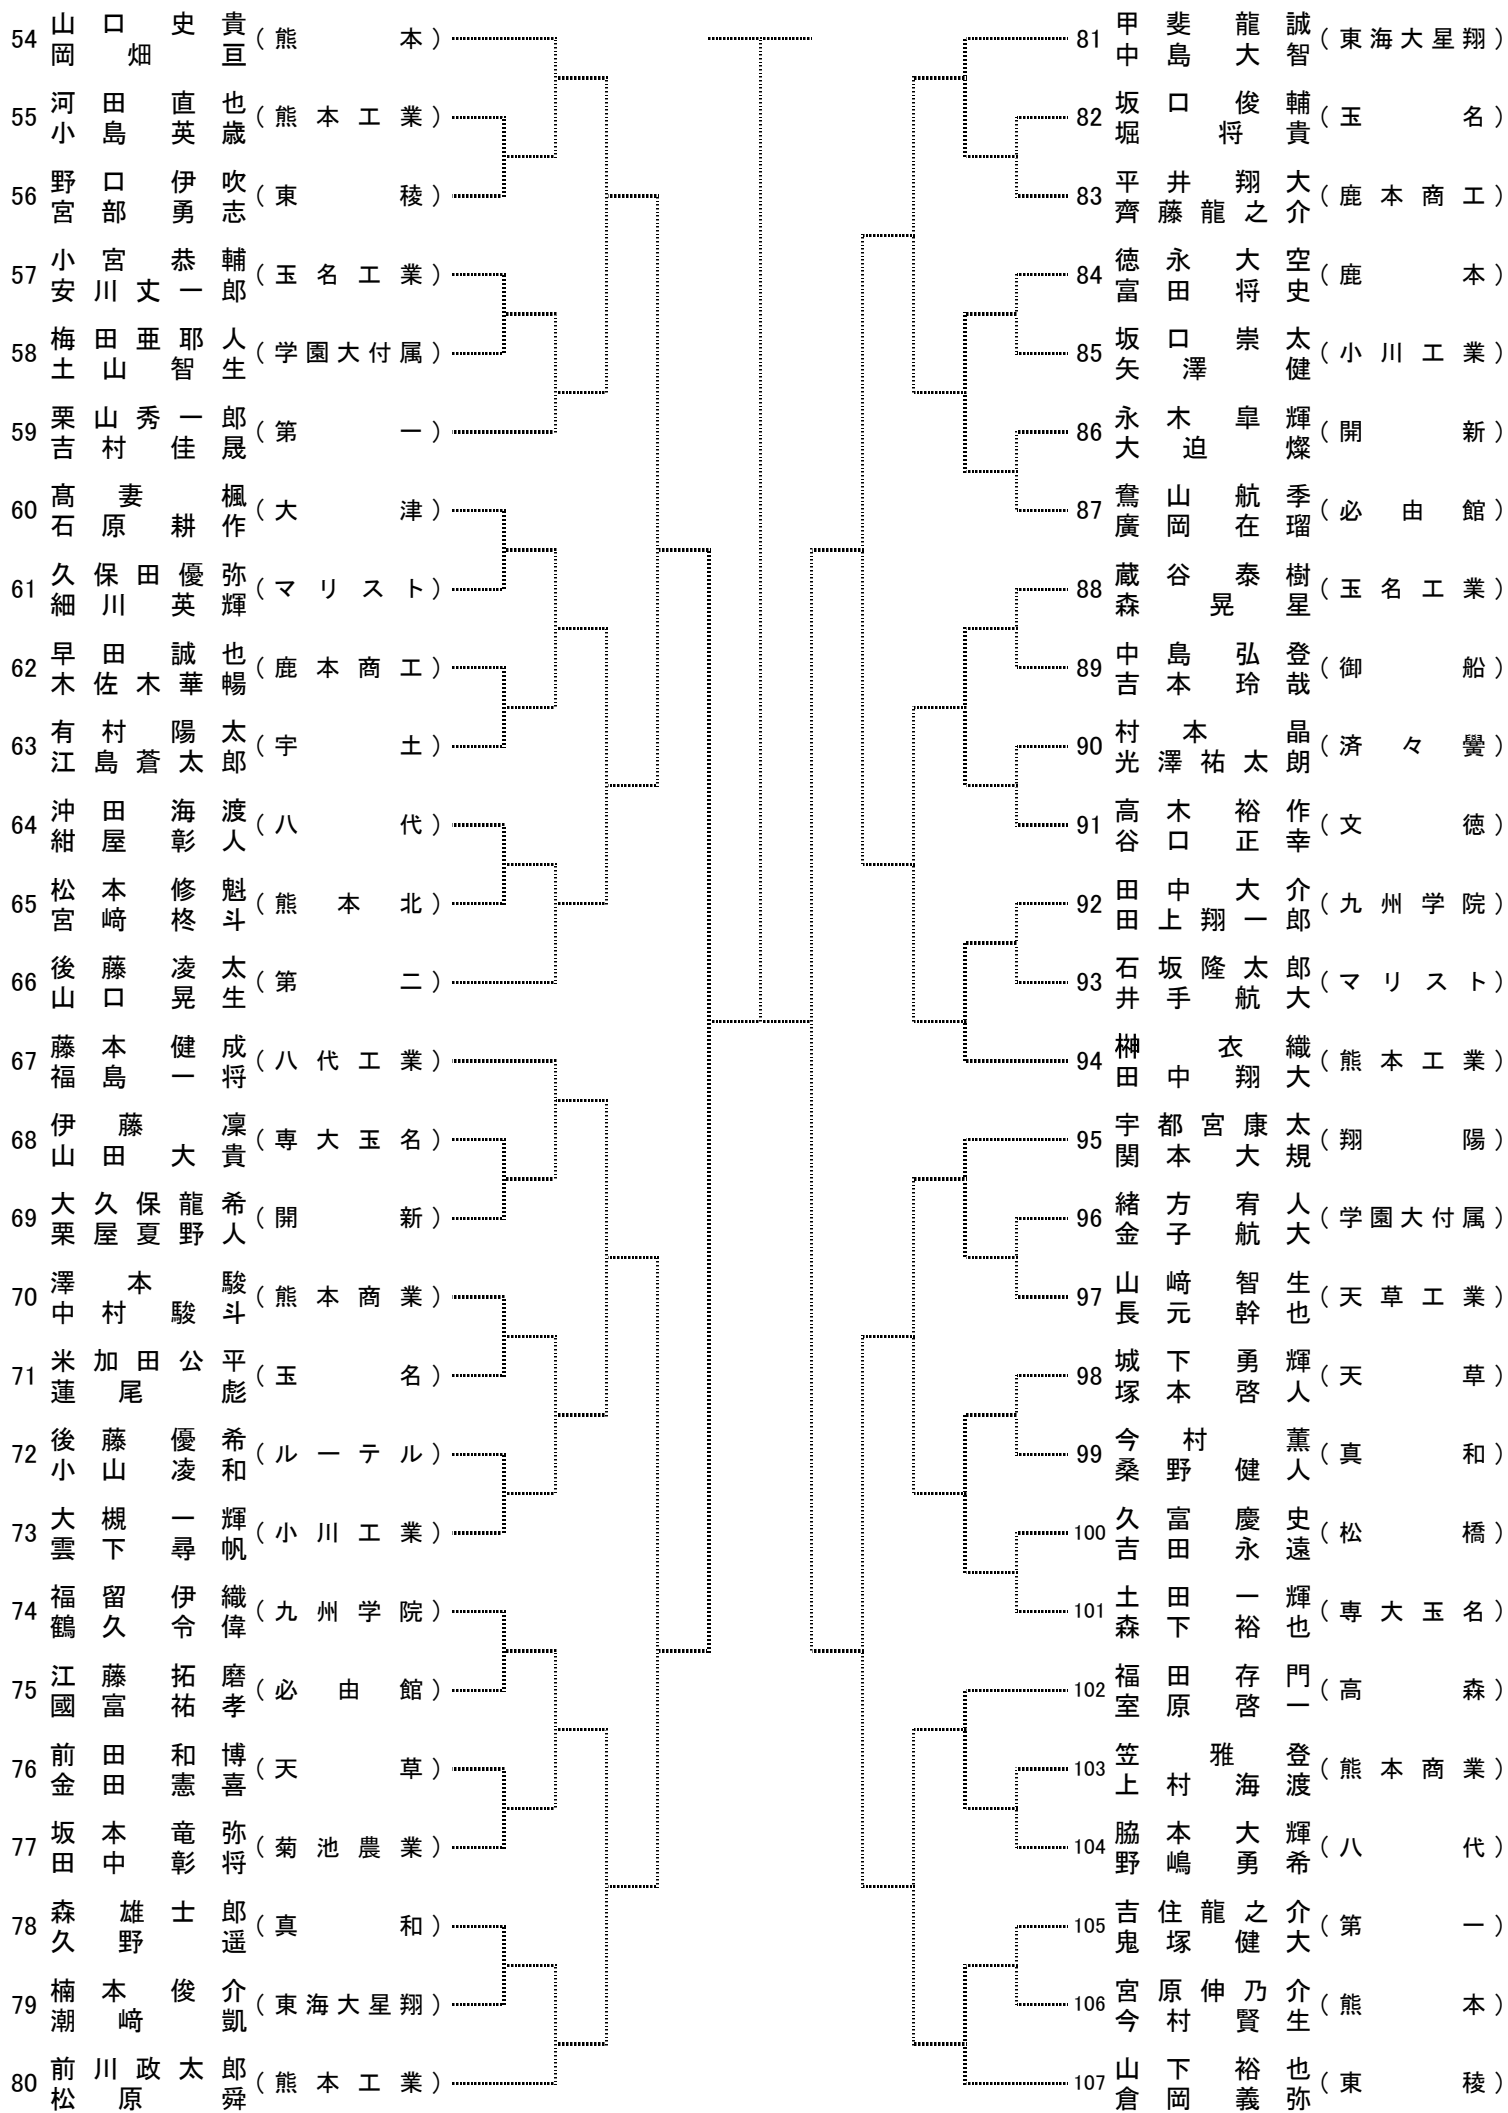 54 山口史貴 (熊本)
岡畑亘
55 河田直也 (熊本工業)
小島英歳
56 野口伊吹 (東稜)
宮部勇志
57 小宮恭輔 (玉名工業)
安川丈一郎
58 梅田亜耶人 (学園大付属)
土山智生
59 栗山秀一郎 (第一)
吉村佳晟
60 髙妻楓 (大津)
石原耕作
61 久保田優弥 (マリスト)
細川英輝
62 早田誠也 (鹿本商工)
木佐木華暢
63 有村陽太 (宇土)
江島蒼太郎
64 沖田海渡 (八代)
紺屋彰人
65 松本修魁 (熊本北)
宮﨑柊斗
66 後藤凌太 (第二)
山口晃生
67 藤本健成 (八代工業)
福島一将
68 伊藤凜 (専大玉名)
山田大貴
69 大久保龍希 (開新)
栗屋夏野人
70 澤本駿 (熊本商業)
中村駿斗
71 米加田公平 (玉名)
蓮尾彪
72 後藤優希 (ルーテル)
小山凌和
73 大槻一輝 (小川工業)
雲下尋帆
74 福留伊織 (九州学院)
鶴久令偉
75 江藤拓磨 (必由館)
國富祐孝
76 前田和博 (天草)
金田憲喜
77 坂本竜弥 (菊池農業)
田中彰将
78 森雄士郎 (真和)
久野遥
79 楠本俊介 (東海大星翔)
潮﨑凱
80 前川政太郎 (熊本工業)
松原舜
81 甲斐龍誠 (東海大星翔)
中島大智
82 坂口俊輔 (玉名)
堀将貴
83 平井翔大 (鹿本商工)
齊藤龍之介
84 徳永大空 (鹿本)
富田将史
85 坂口崇太 (小川工業)
矢澤健
86 永木皐輝 (開新)
大迫燦
87 鴦山航季 (必由館)
廣岡在瑠
88 蔵谷泰樹 (玉名工業)
森晃星
89 中島弘登 (御船)
吉本玲哉
90 村本晶 (済々黌)
光澤祐太朗
91 高木裕作 (文徳)
谷口正幸
92 田中大介 (九州学院)
田上翔一郎
93 石坂隆太郎 (マリスト)
井手航大
94 榊衣織 (熊本工業)
田中翔大
95 宇都宮康太 (翔陽)
関本大規
96 緒方宥人 (学園大付属)
金子航大
97 山﨑智生 (天草工業)
長元幹也
98 城下勇輝 (天草)
塚本啓人
99 今村薫 (真和)
桑野健人
100 久富慶史 (松橋)
吉田永遠
101 土田一輝 (専大玉名)
森下裕也
102 福田存門 (高森)
室原啓一
103 笠雅登 (熊本商業)
上村海渡
104 脇本大輝 (八代)
野嶋勇希
105 吉住龍之介 (第一)
鬼塚健大
106 宮原伸乃介 (熊本)
今村賢生
107 山下裕也 (東稜)
倉岡義弥